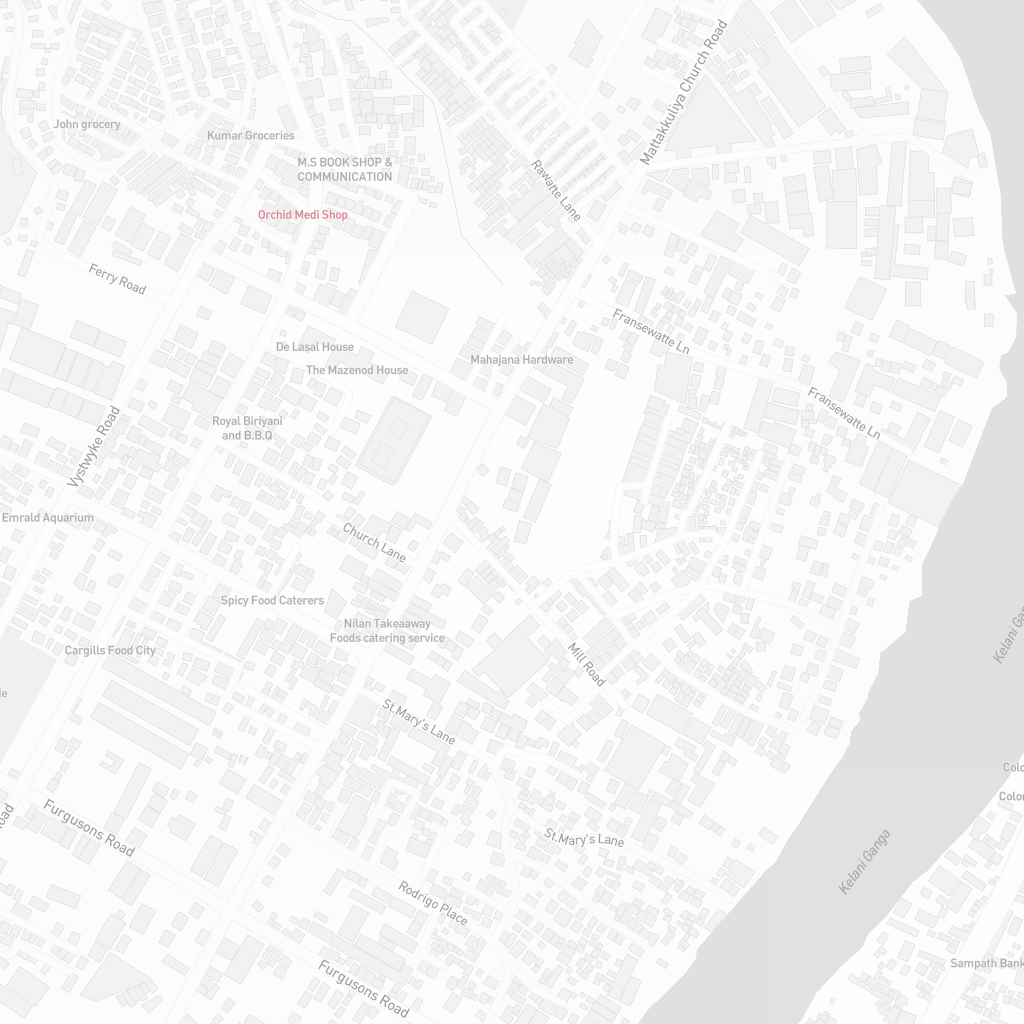 Mattakkuliya Church Road
John grocery
Kumar Groceries
M.S BOOK SHOP &
COMMUNICATION
Rawatte Lane
Orchid Medi Shop
Ferry Road
Fransewatte Ln
De Lasal House
Mahajana Hardware
The Mazenod House
Fransewatte Ln
Royal Biriyani
and B.B.Q
Vystwyke Road
Emrald Aquarium
Church Lane
Spicy Food Caterers
Nilan Takeaaway
Foods catering service
Kelani Ga
Cargills Food City
Mill Road
St.Mary's Lane
Furgusons Road
St.Mary's Lane
Kelani Ganga
Rodrigo Place
Sampath Bank
Furgusons Road